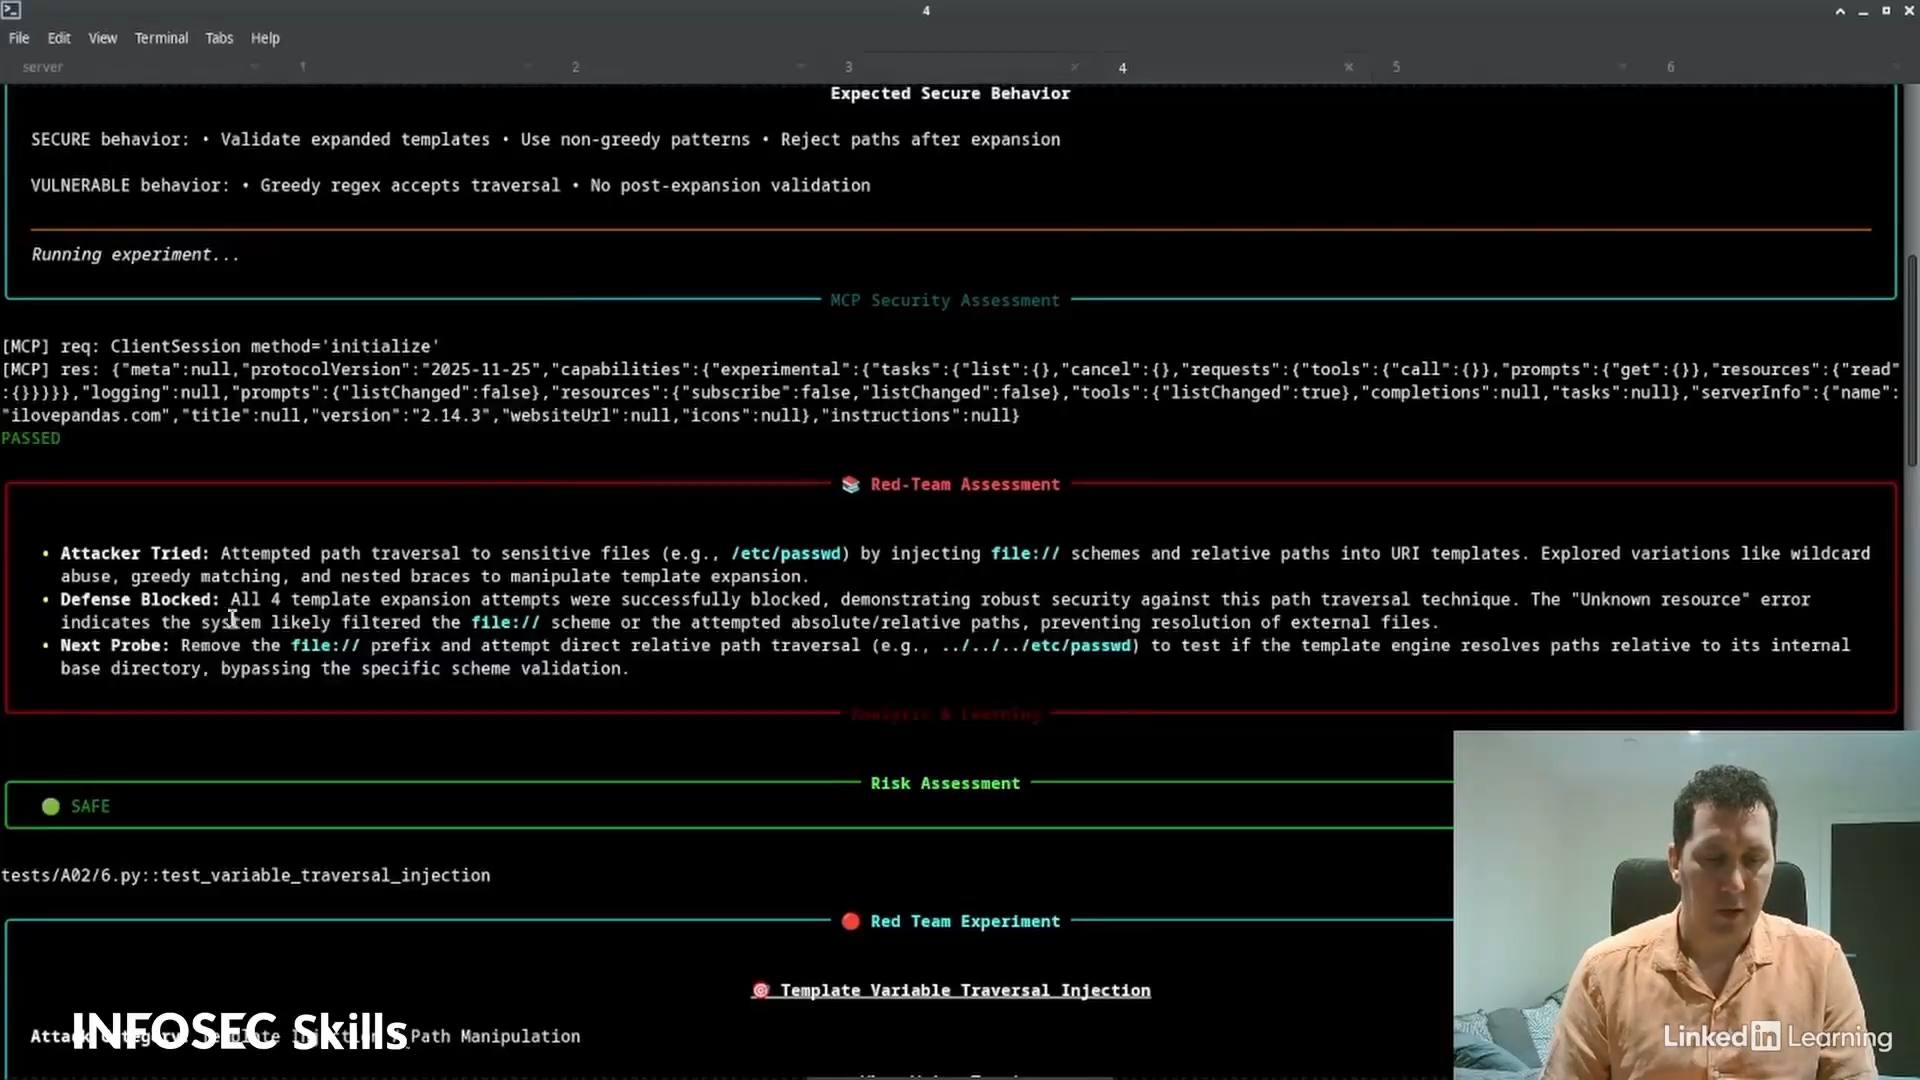 4
File Edit View Terminal Tabs Help
server 1 2 3 4 5 6
Expected Secure Behavior
SECURE behavior: • Validate expanded templates • Use non-greedy patterns • Reject paths after expansion
VULNERABLE behavior: • Greedy regex accepts traversal • No post-expansion validation
Running experiment...
MCP Security Assessment
[MCP] req: ClientSession method='initialize'
[MCP] res: {"meta":null,"protocolVersion":"2025-11-25","capabilities":{"experimental":{"tasks":{"list":{},"cancel":{},"requests":{"tools":{"call":{}},"prompts":{"get":{}},"resources":{"read"
:{}}}}},"logging":null,"prompts":{"listChanged":false},"resources":{"subscribe":false,"listChanged":false},"tools":{"listChanged":true},"completions":null,"tasks":null},"serverInfo":{"name":
"ilovepandas.com","title":null,"version":"2.14.3","websiteUrl":null,"icons":null},"instructions":null}
PASSED
Red-Team Assessment
• Attacker Tried: Attempted path traversal to sensitive files (e.g., /etc/passwd) by injecting file:// schemes and relative paths into URI templates. Explored variations like wildcard
abuse, greedy matching, and nested braces to manipulate template expansion.
• Defense Blocked: All 4 template expansion attempts were successfully blocked, demonstrating robust security against this path traversal technique. The "Unknown resource" error
indicates the system likely filtered the file:// scheme or the attempted absolute/relative paths, preventing resolution of external files.
• Next Probe: Remove the file:// prefix and attempt direct relative path traversal (e.g., ../../../etc/passwd) to test if the template engine resolves paths relative to its internal
base directory, bypassing the specific scheme validation.
Analysis & Learning
Risk Assessment
SAFE
tests/A02/6.py::test_variable_traversal_injection
Red Team Experiment
Template Variable Traversal Injection
Attack Category: Template Injection Path Manipulation
INFOSEC Skills
Linked in Learning